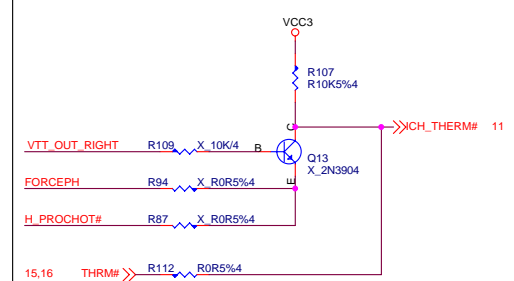 VCC3
R107
R10K5%4
C
ICH_THERM# 11
VTT_OUT_RIGHT R109 X_10K/4 B
Q13
X_2N3904
FORCEPH R94 X_R0R5%4
E
H_PROCHOT# R87 X_R0R5%4
15,16 THRM# R112 R0R5%4